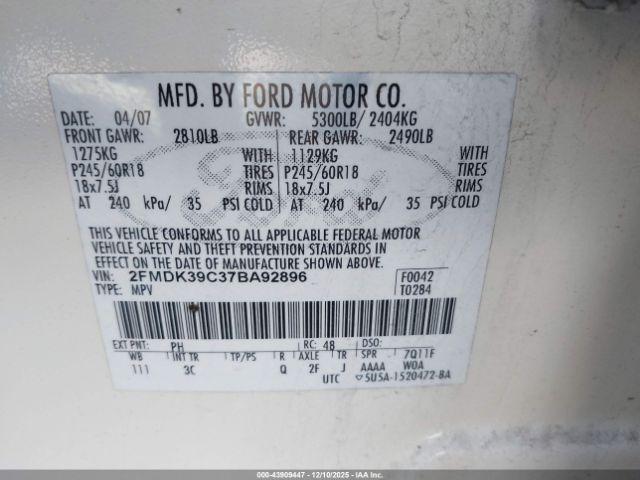 MFD. BY FORD MOTOR CO.
DATE: 04/07 GVWR: 5300LB/ 2404KG
FRONT GAWR: 2810LB REAR GAWR: 2490LB
1275KG WITH 1129KG WITH
P245/60R18 TIRES P245/60R18 TIRES
18x7.5J RIMS 18x7.5J RIMS
AT 240 kPa/ 35 PSI COLD AT 240 kPa/ 35 PSI COLD
THIS VEHICLE CONFORMS TO ALL APPLICABLE FEDERAL MOTOR
VEHICLE SAFETY AND THEFT PREVENTION STANDARDS IN
EFFECT ON THE DATE OF MANUFACTURE SHOWN ABOVE.
VIN: 2FMDK39C37BA92896 F0042
TYPE: MPV T0284
EXT PNT: PH RC: 48 DSO:
WB INT TR TP/PS R AXLE TR SPR 7Q11F
111 3C Q 2F J AAAA W0A
UTC 5U5A-1520472-BA
Ford
000-43909447 - 12/10/2025 - IAA, Inc.